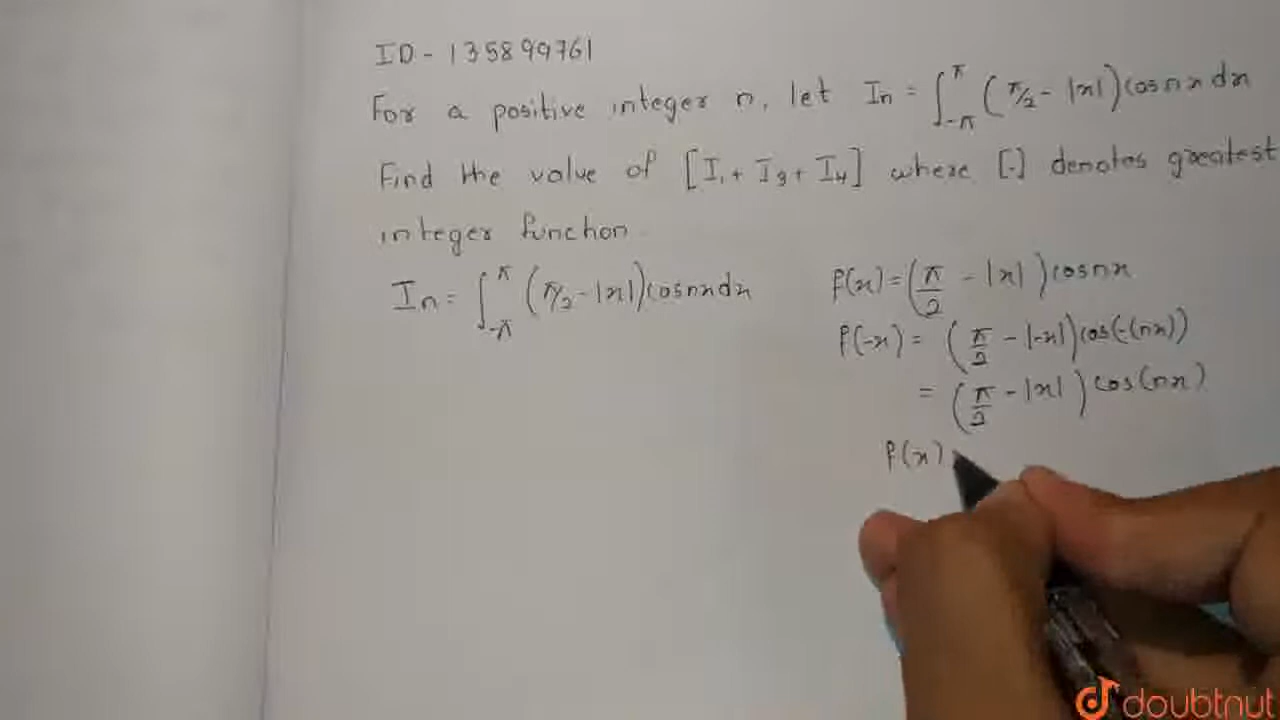 ID - 135899761
For a positive integer n, let In = ∫_{-π}^{π} (π/2 - |x|) cos nx dx
Find the value of [I₁ + I₃ + I₄] where [.] denotes greatest
integer function.
In = ∫_{-π}^{π} (π/2 - |x|) cos nx dx
f(x) = (π/2 - |x|) cos nx
f(-x) = (π/2 - |-x|) cos(-(nx))
= (π/2 - |x|) cos(nx)
f(x)
doubtnut